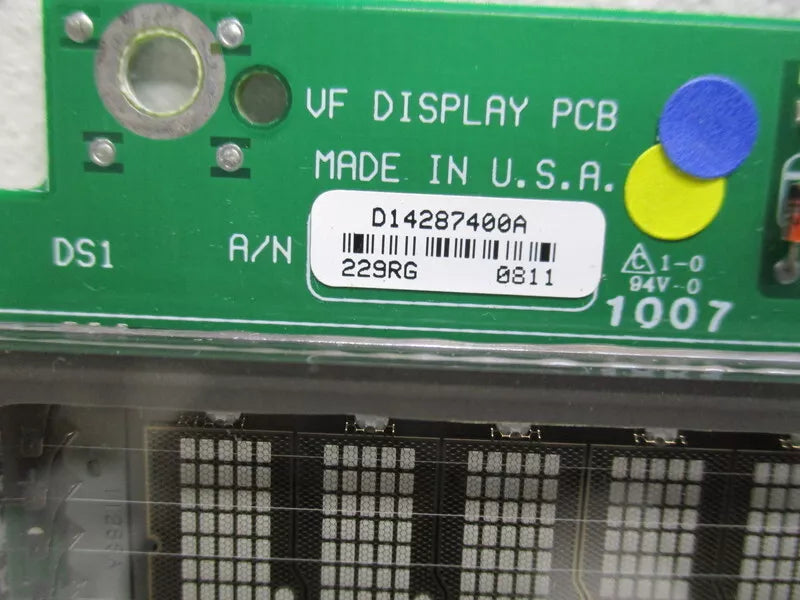 VF DISPLAY PCB
MADE IN U.S.A.
D14287400A
DS1
A/N
229RG 0811
1-0
94V-0
1007